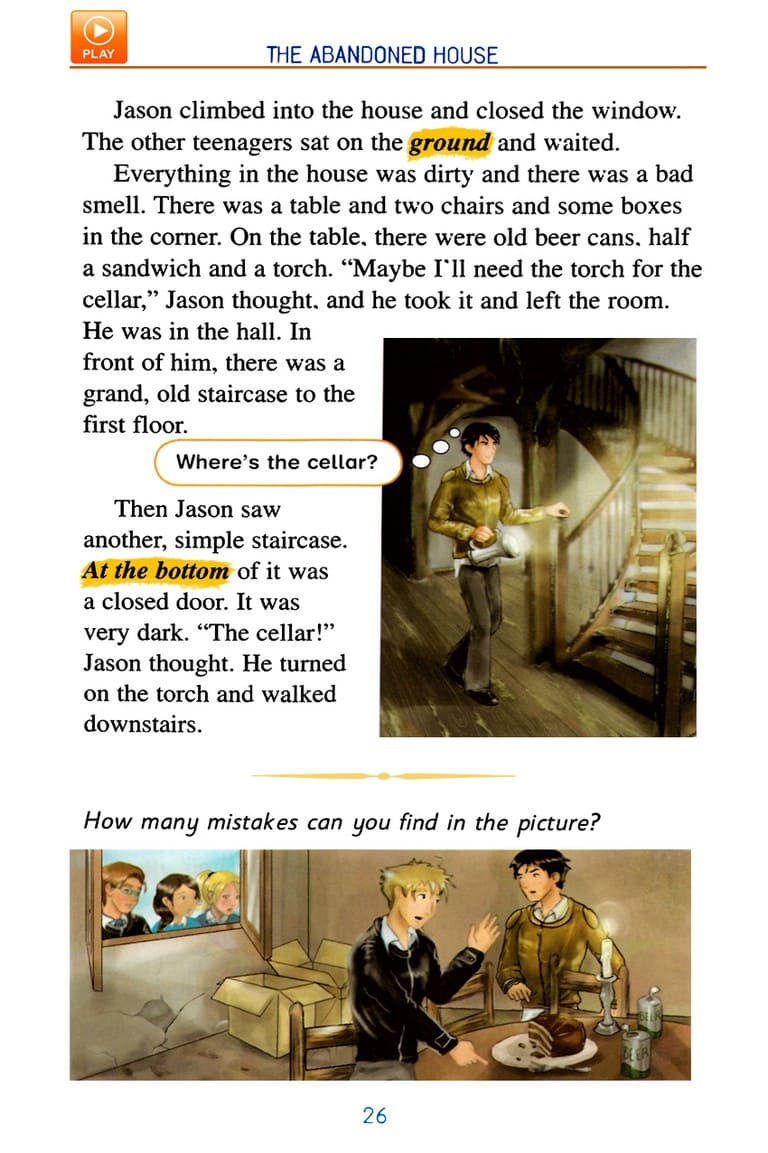 PLAY
THE ABANDONED HOUSE
Jason climbed into the house and closed the window.
The other teenagers sat on the ground and waited.
Everything in the house was dirty and there was a bad
smell. There was a table and two chairs and some boxes
in the corner. On the table, there were old beer cans, half
a sandwich and a torch. “Maybe I'll need the torch for the
cellar,” Jason thought, and he took it and left the room.
He was in the hall. In
front of him, there was a
grand, old staircase to the
first floor.
Where's the cellar?
Then Jason saw
another, simple staircase.
At the bottom of it was
a closed door. It was
very dark. “The cellar!”
Jason thought. He turned
on the torch and walked
downstairs.
How many mistakes can you find in the picture?
BEER
BEER
26